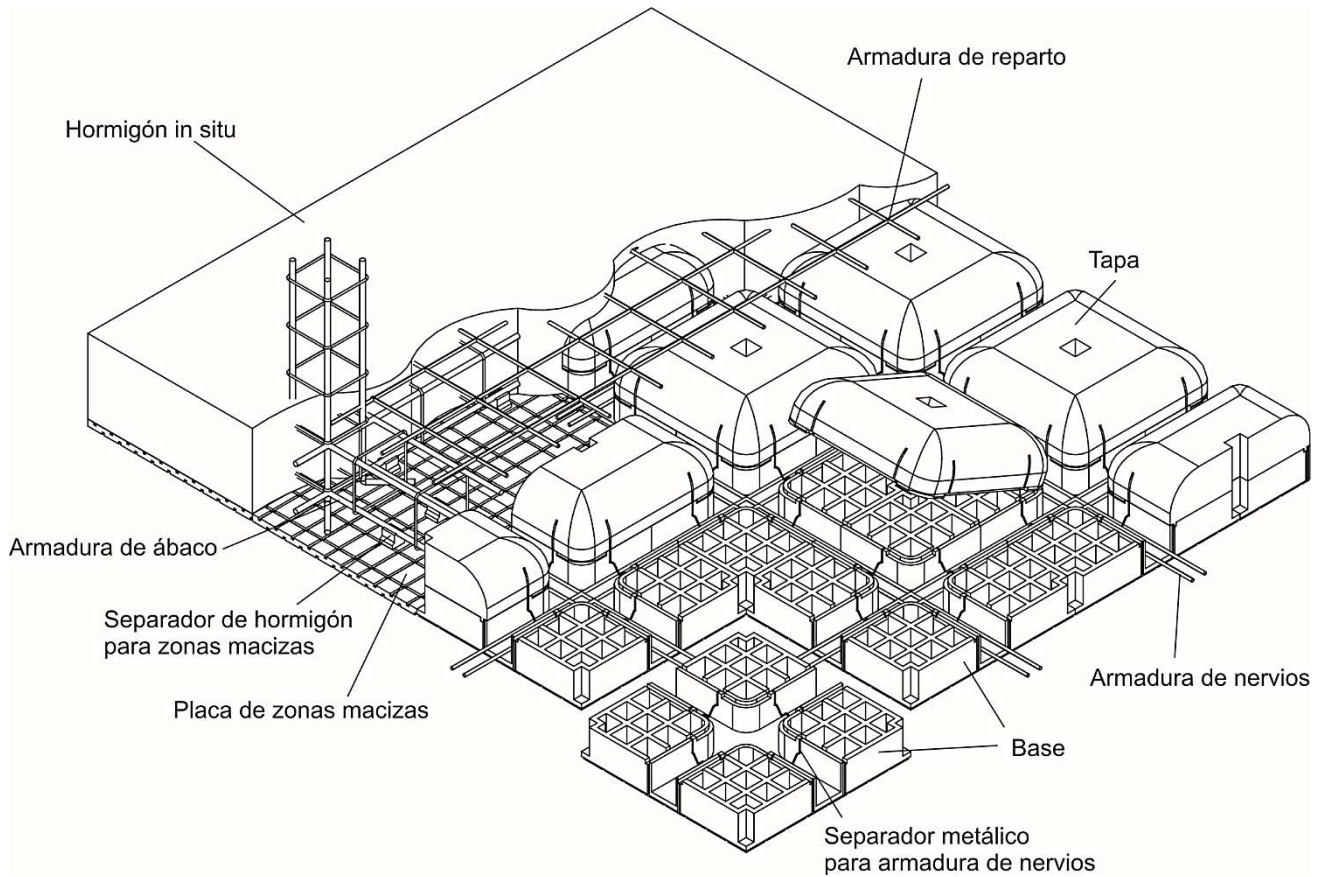 Armadura de reparto
Hormigón in situ
Tapa
Armadura de ábaco
Separador de hormigón
para zonas macizas
Placa de zonas macizas
Armadura de nervios
Base
Separador metálico
para armadura de nervios